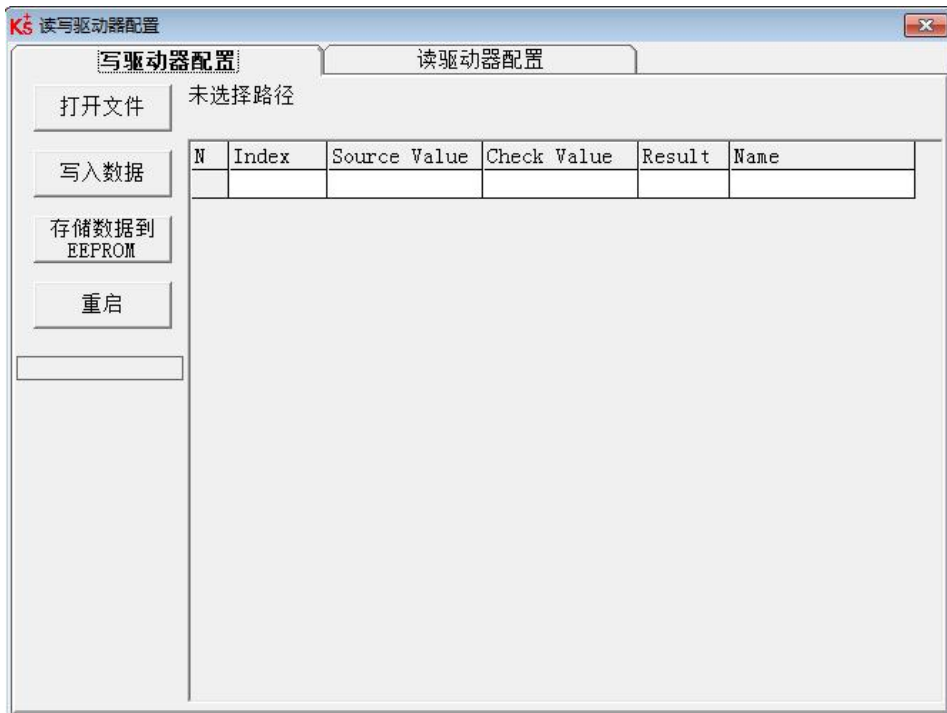 KS+ 读写驱动器配置
写驱动器配置 读驱动器配置
打开文件 未选择路径
写入数据
存储数据到
EEPROM
重启
N Index Source Value Check Value Result Name